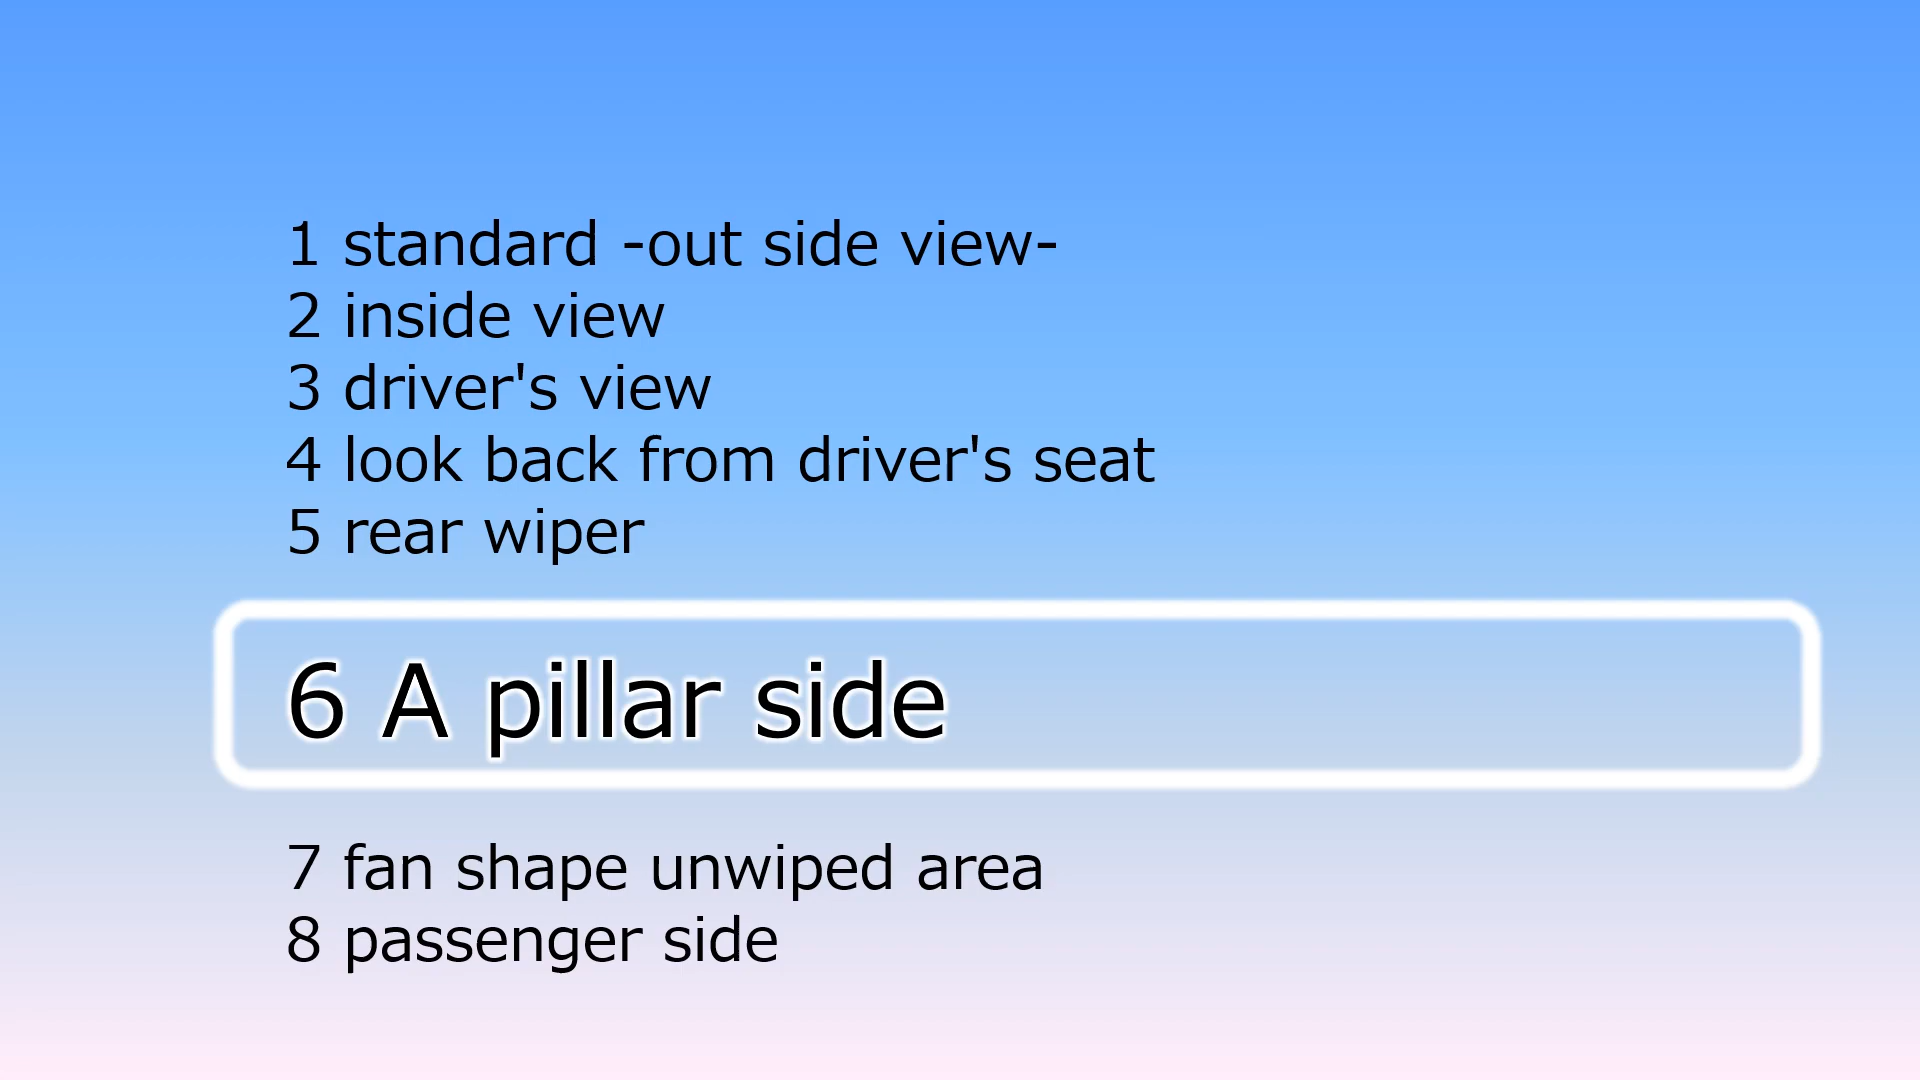 1 standard -out side view-
2 inside view
3 driver's view
4 look back from driver's seat
5 rear wiper
6 A pillar side
7 fan shape unwiped area
8 passenger side